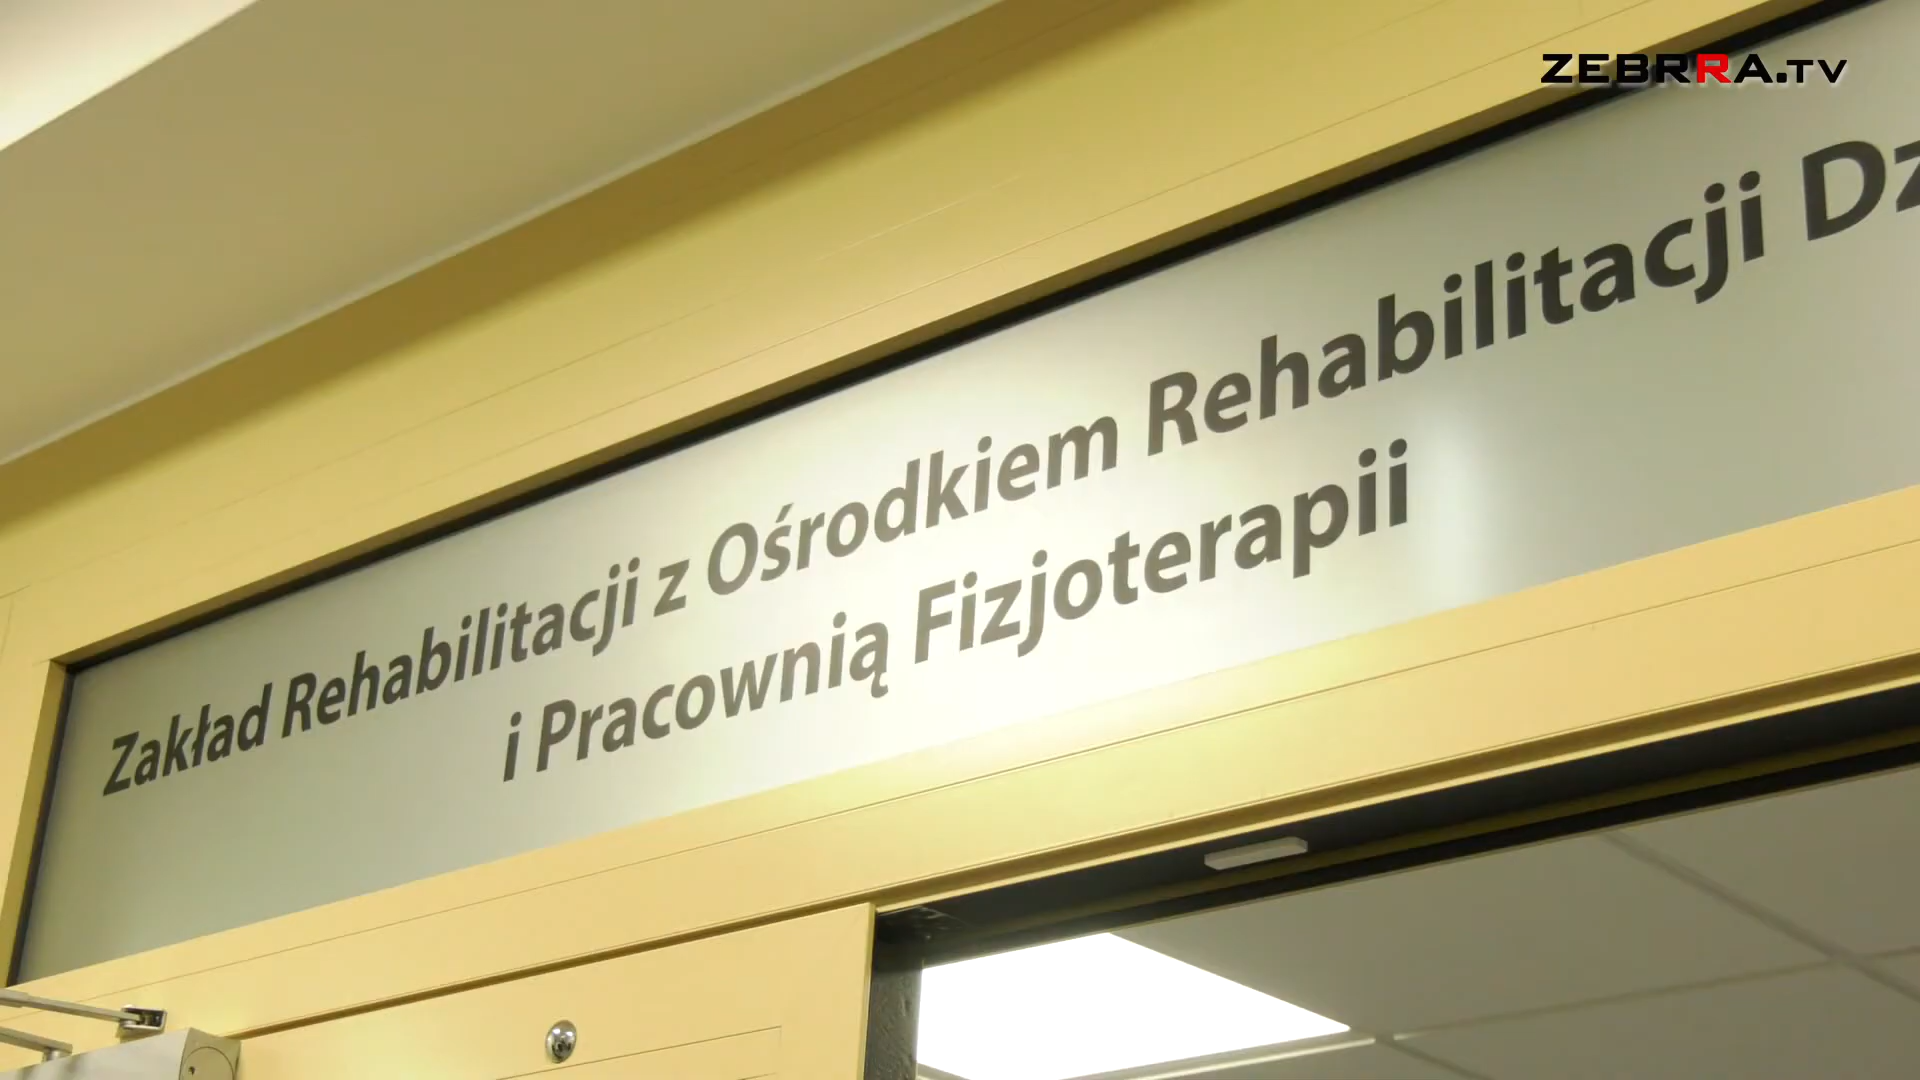 ZEBRRA.TV
Zakład Rehabilitacji z Ośrodkiem Rehabilitacji
i Pracownią Fizjoterapii